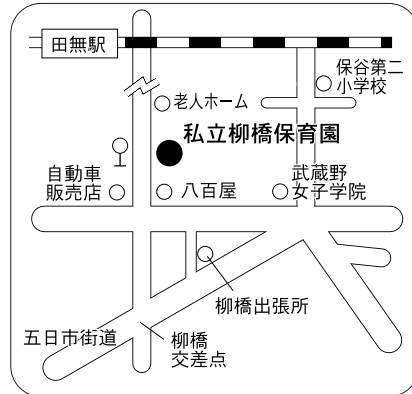 田無駅
保谷第二
小学校
老人ホーム
私立柳橋保育園
自動車
販売店
八百屋
武蔵野
女子学院
柳橋出張所
五日市街道
柳橋
交差点